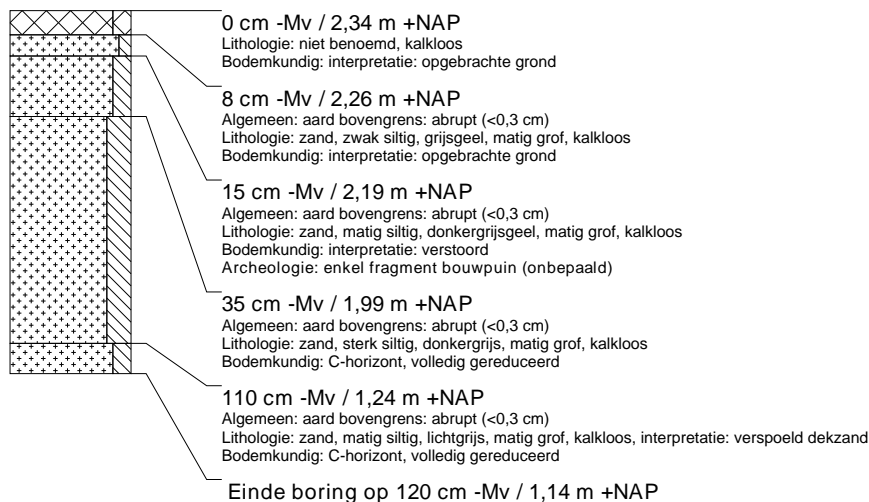 0 cm -Mv / 2,34 m +NAP
Lithologie: niet benoemd, kalkloos
Bodemkundig: interpretatie: opgebrachte grond
8 cm -Mv / 2,26 m +NAP
Algemeen: aard bovengrens: abrupt (<0,3 cm)
Lithologie: zand, zwak siltig, grijsgeel, matig grof, kalkloos
Bodemkundig: interpretatie: opgebrachte grond
15 cm -Mv / 2,19 m +NAP
Algemeen: aard bovengrens: abrupt (<0,3 cm)
Lithologie: zand, matig siltig, donkergrijsgeel, matig grof, kalkloos
Bodemkundig: interpretatie: verstoord
Archeologie: enkel fragment bouwpuin (onbepaald)
35 cm -Mv / 1,99 m +NAP
Algemeen: aard bovengrens: abrupt (<0,3 cm)
Lithologie: zand, sterk siltig, donkergrijs, matig grof, kalkloos
Bodemkundig: C-horizont, volledig gereduceerd
110 cm -Mv / 1,24 m +NAP
Algemeen: aard bovengrens: abrupt (<0,3 cm)
Lithologie: zand, matig siltig, lichtgrijs, matig grof, kalkloos, interpretatie: verspoeld dekzand
Bodemkundig: C-horizont, volledig gereduceerd
Einde boring op 120 cm -Mv / 1,14 m +NAP